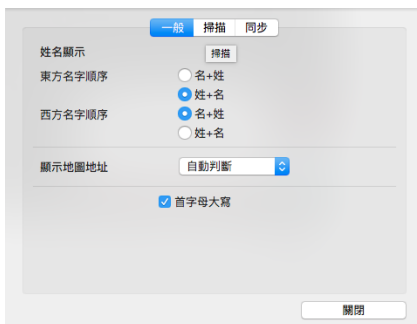 一般 掃描 同步
姓名顯示 掃描
東方名字順序 名+姓
姓+名
西方名字順序 名+姓
姓+名
顯示地圖地址 自動判斷
首字母大寫
關閉